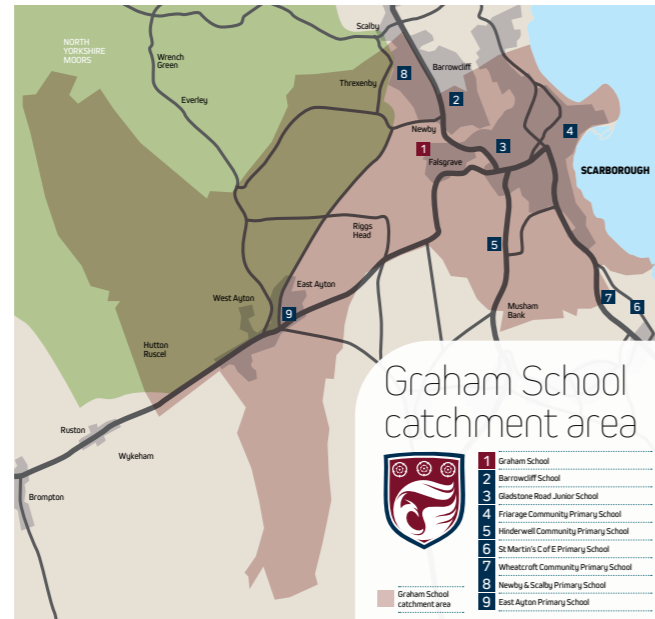 Scalby
NORTH
YORKSHIRE
MOORS
Wrench
Green
Barrowcliff
8
Threxenby
Everley
2
4
Newby
1
3
Falsgrave
SCARBOROUGH
Riggs
Head
5
East Ayton
West Ayton
7
6
9
Musham
Bank
Hutton
Ruscel
Ruston
Wykeham
Brompton
Graham School
catchment area
1 Graham School
2 Barrowcliff School
3 Gladstone Road Junior School
4 Friarage Community Primary School
5 Hinderwell Community Primary School
6 St Martin's C of E Primary School
7 Wheatcroft Community Primary School
8 Newby & Scalby Primary School
9 East Ayton Primary School
Graham School
catchment area